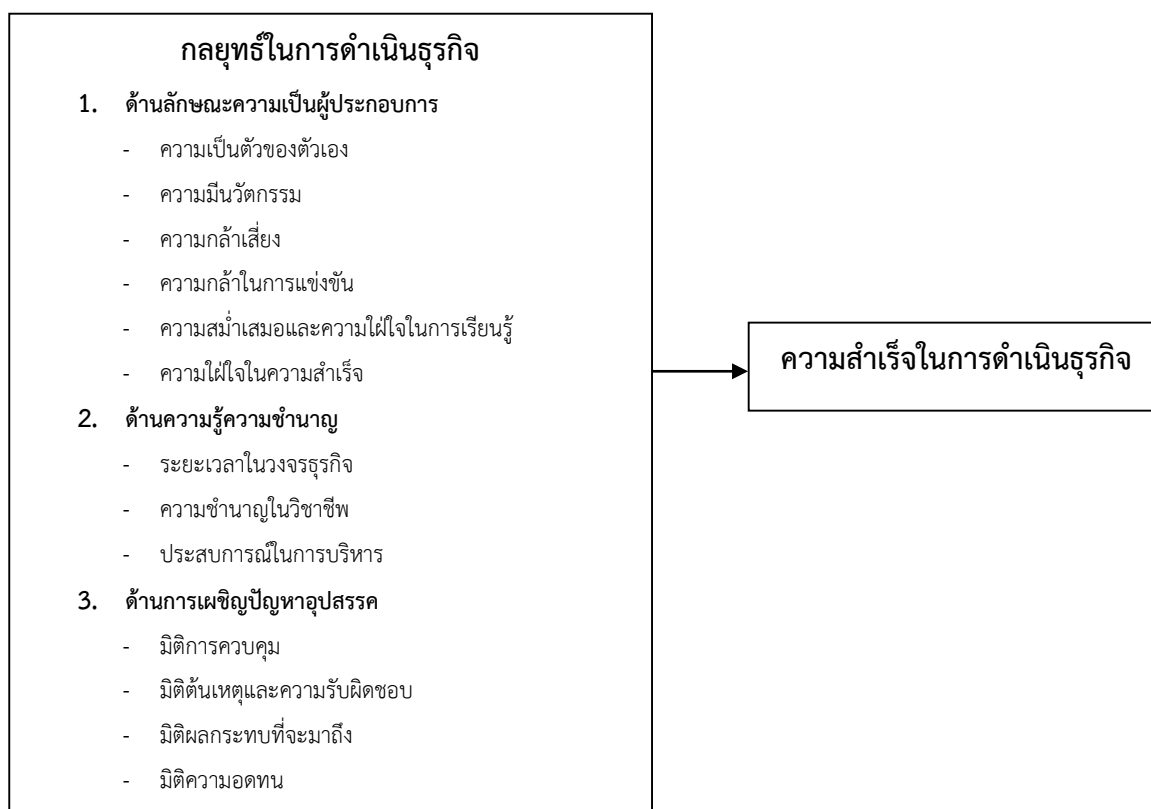 กลยุทธ์ในการดำเนินธุรกิจ
1. ด้านลักษณะความเป็นผู้ประกอบการ
- ความเป็นตัวของตัวเอง
- ความมีนวัตกรรม
- ความกล้าเสี่ยง
- ความกล้าในการแข่งขัน
- ความสม่ำเสมอและความใฝ่ใจในการเรียนรู้
- ความใฝ่ใจในความสำเร็จ
2. ด้านความรู้ความชำนาญ
- ระยะเวลาในวงจรธุรกิจ
- ความชำนาญในวิชาชีพ
- ประสบการณ์ในการบริหาร
3. ด้านการเผชิญปัญหาอุปสรรค
- มิติการควบคุม
- มิติต้นเหตุและความรับผิดชอบ
- มิติผลกระทบที่จะมาถึง
- มิติความอดทน
ความสำเร็จในการดำเนินธุรกิจ